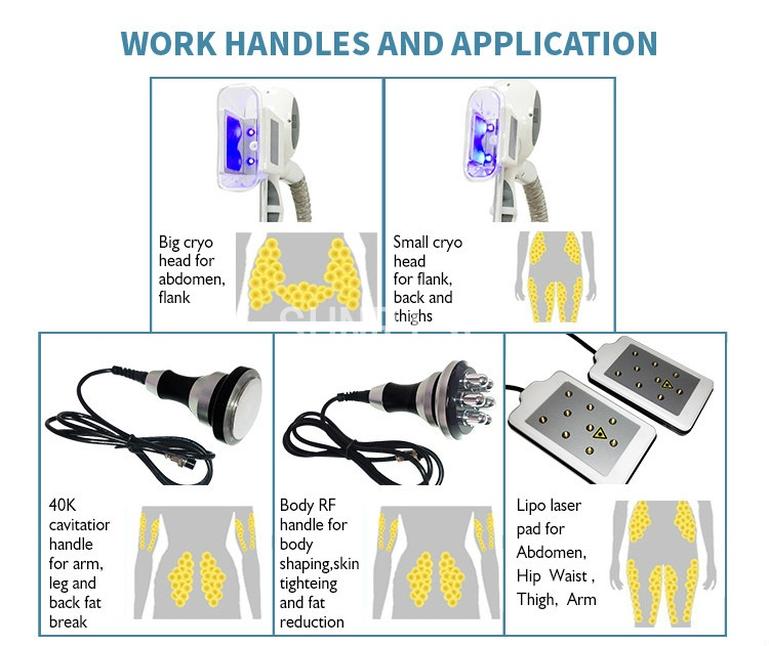 WORK HANDLES AND APPLICATION
Big cryo
head for
abdomen,
flank
Small cryo
head
for flank,
back and
thighs
40K
cavitatior
handle
for arm,
leg and
back fat
break
Body RF
handle for
body
shaping,skin
tighteing
and fat
reduction
Lipo laser
pad for
Abdomen,
Hip Waist ,
Thigh, Arm